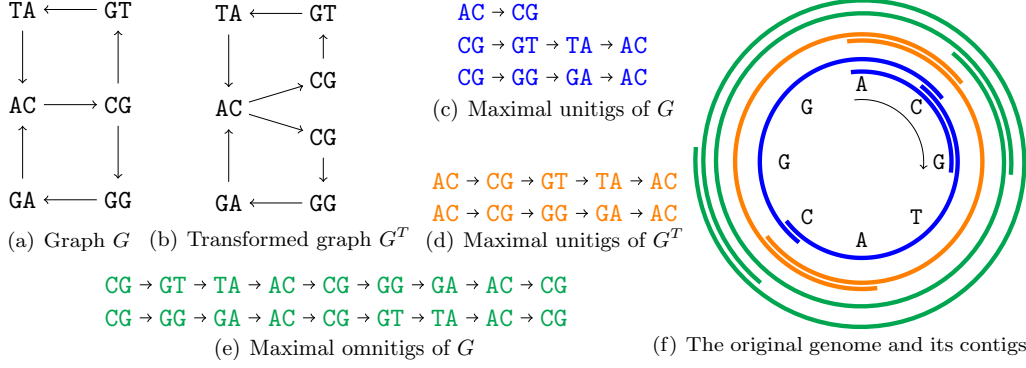 TA GT
AC CG
GA GG
(a) Graph G
TA GT
CG
AC
CG
GA GG
(b) Transformed graph G^T
AC → CG
CG → GT → TA → AC
CG → GG → GA → AC
(c) Maximal unitigs of G
AC → CG → GT → TA → AC
AC → CG → GG → GA → AC
(d) Maximal unitigs of G^T
CG → GT → TA → AC → CG → GG → GA → AC → CG
CG → GG → GA → AC → CG → GT → TA → AC → CG
(e) Maximal omnitigs of G
A
G C
G G
C T
A
(f) The original genome and its contigs